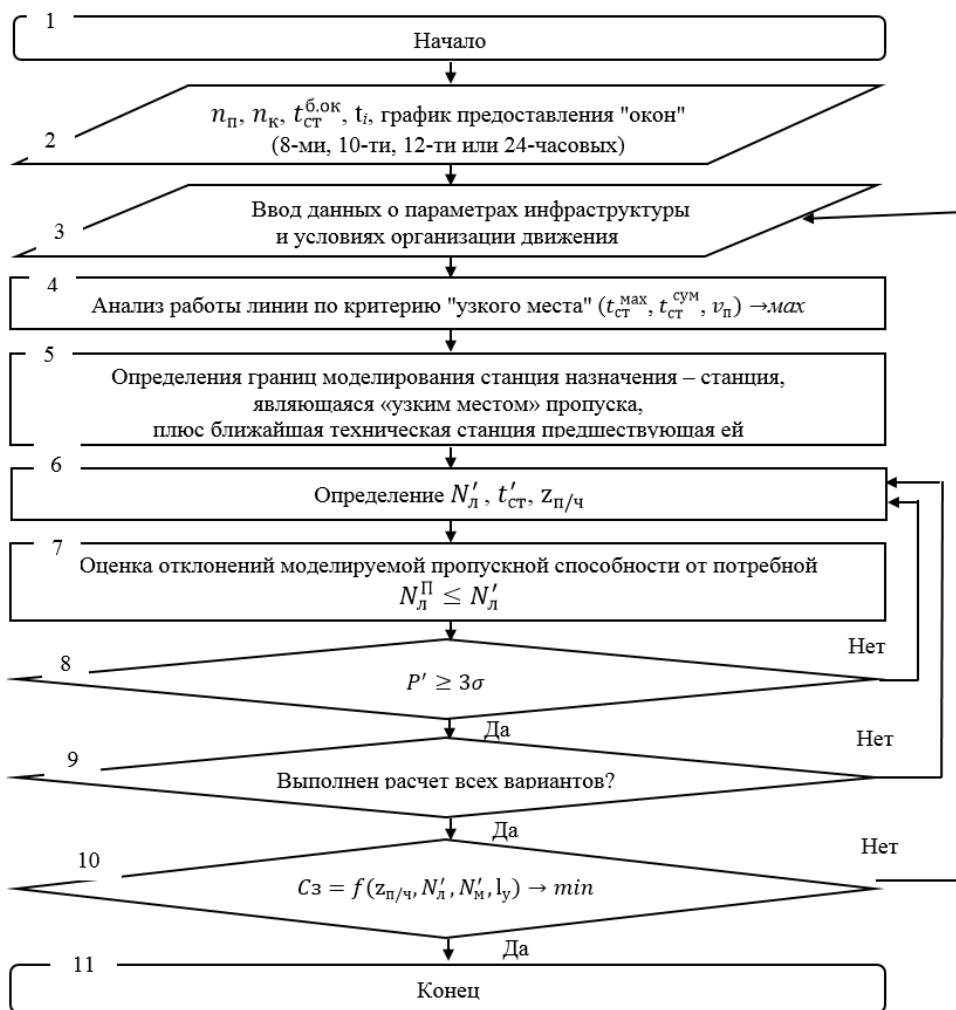 1
Начало
2
n_п, n_к, t_ст^б.ок, t_i, график предоставления "окон"
(8-ми, 10-ти, 12-ти или 24-часовых)
3
Ввод данных о параметрах инфраструктуры
и условиях организации движения
4
Анализ работы линии по критерию "узкого места" (t_ст^мах, t_ст^сум, v_п) →мах
5
Определения границ моделирования станция назначения – станция,
являющаяся «узким местом» пропуска,
плюс ближайшая техническая станция предшествующая ей
6
Определение N′_л , t′_ст, z_п/ч
7
Оценка отклонений моделируемой пропускной способности от потребной
N_л^П ≤ N′_л
8
Нет
P′ ≥ 3σ
Да
9
Нет
Выполнен расчет всех вариантов?
Да
10
Нет
Cз = f(z_п/ч, N′_л, N′_м, l_у) → min
Да
11
Конец